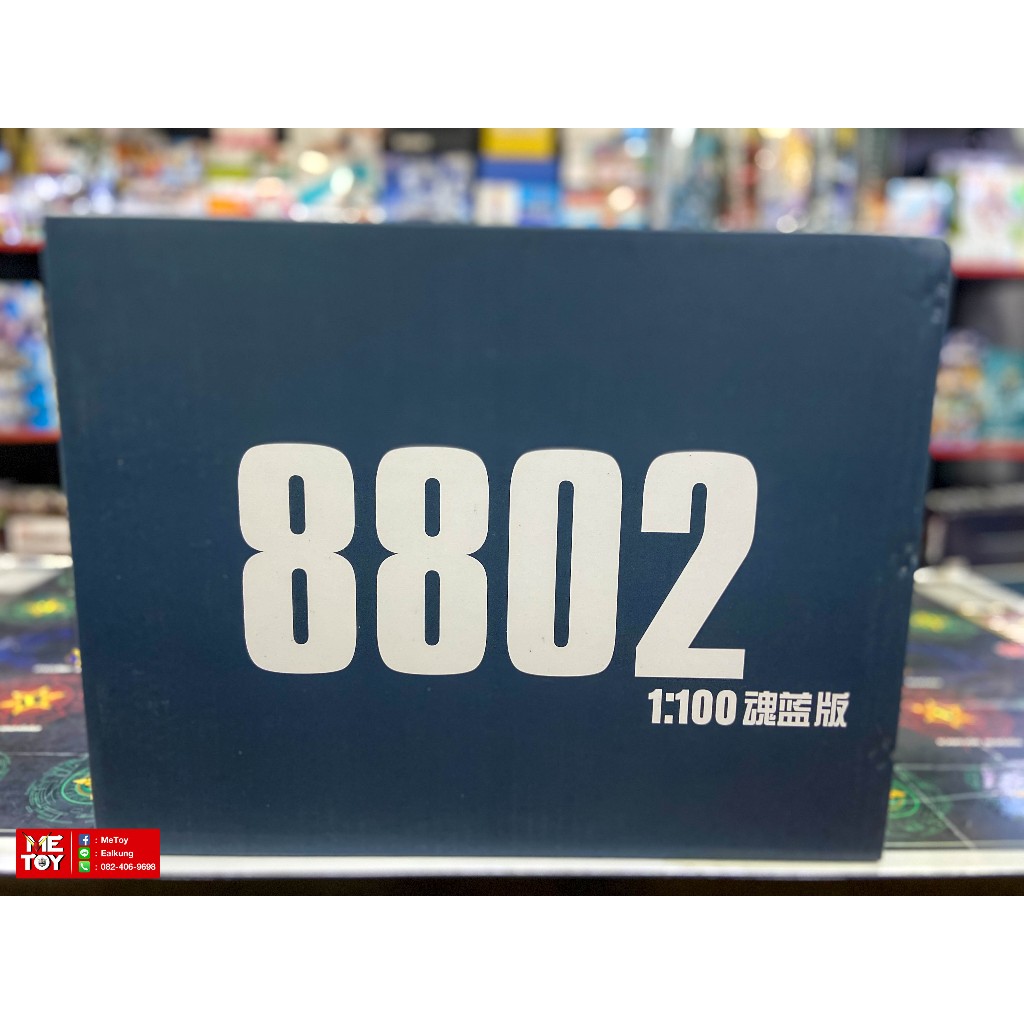 8802
1:100 魂蓝版
ME TOY
: MeToy
: Ealkung
: 082-406-9698